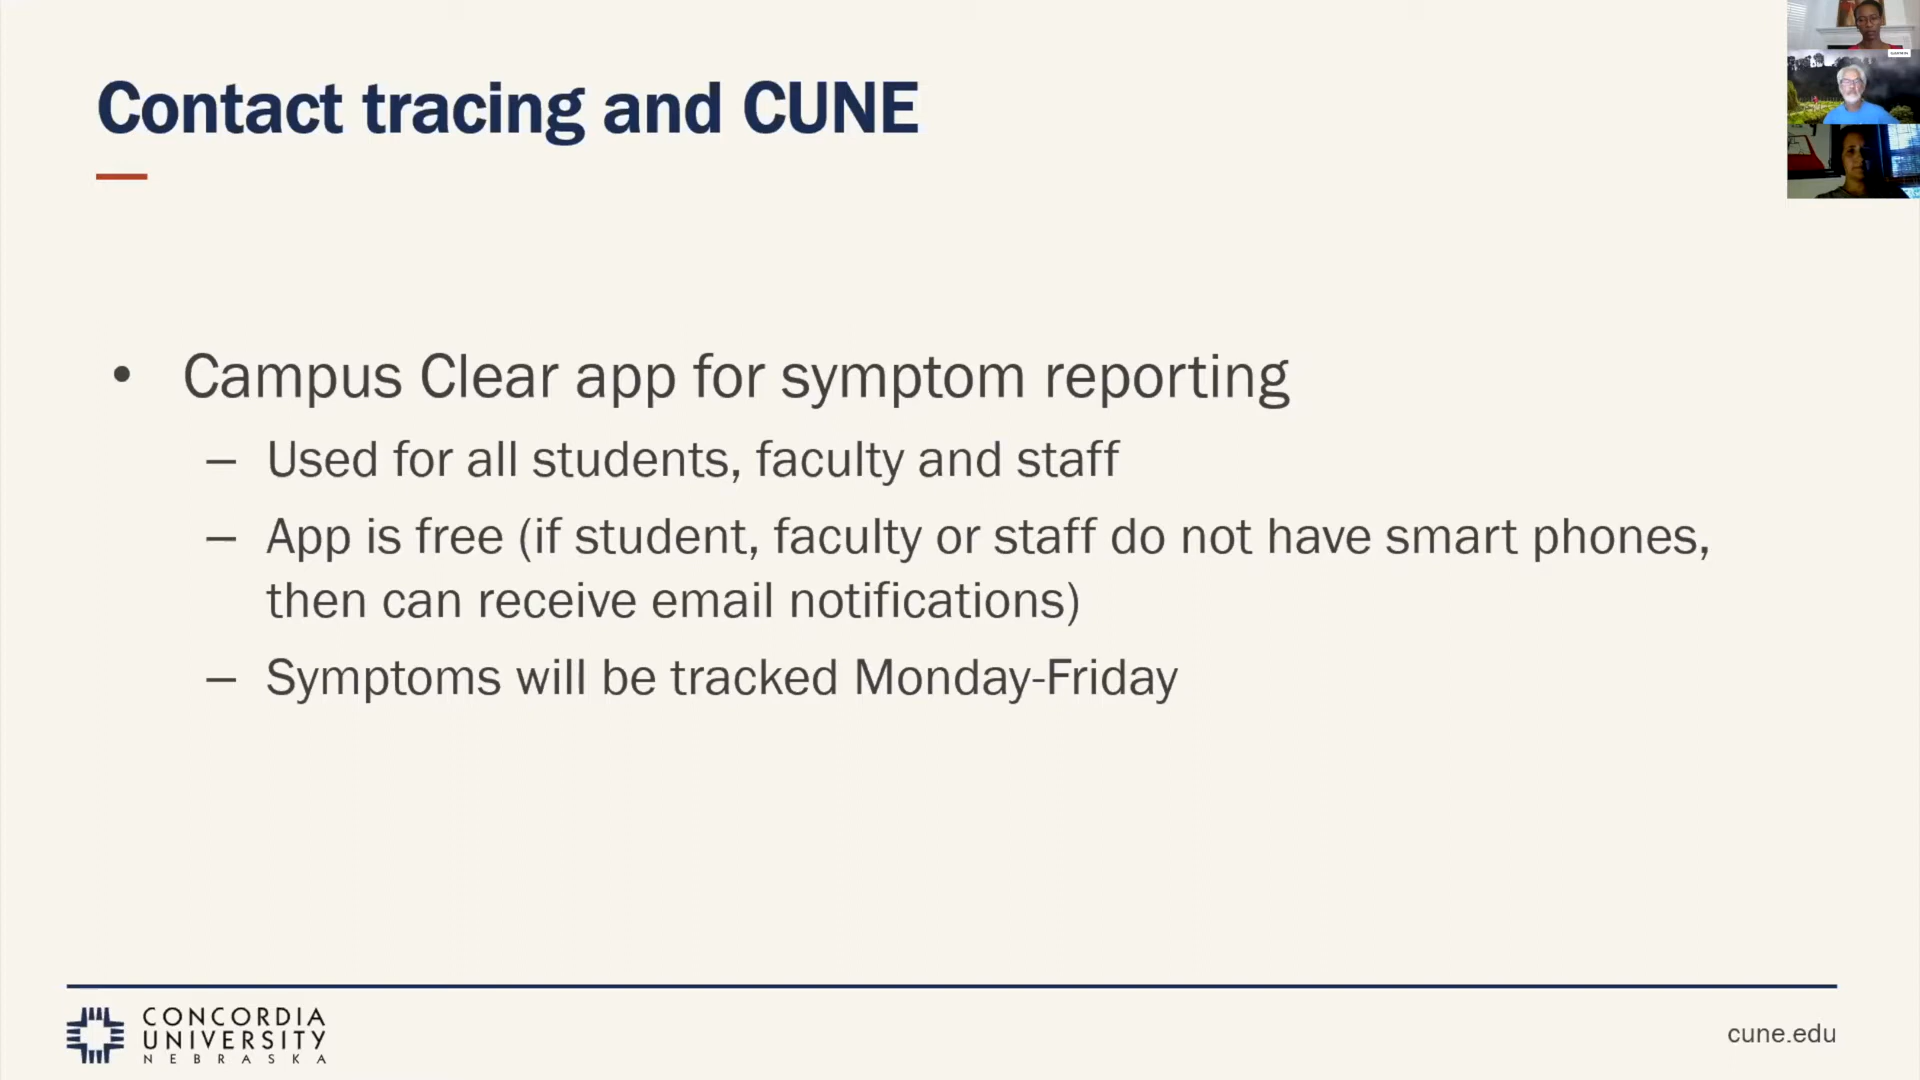 Contact tracing and CUNE
• Campus Clear app for symptom reporting
– Used for all students, faculty and staff
– App is free (if student, faculty or staff do not have smart phones,
then can receive email notifications)
– Symptoms will be tracked Monday-Friday
CONCORDIA
UNIVERSITY
NEBRASKA
cune.edu